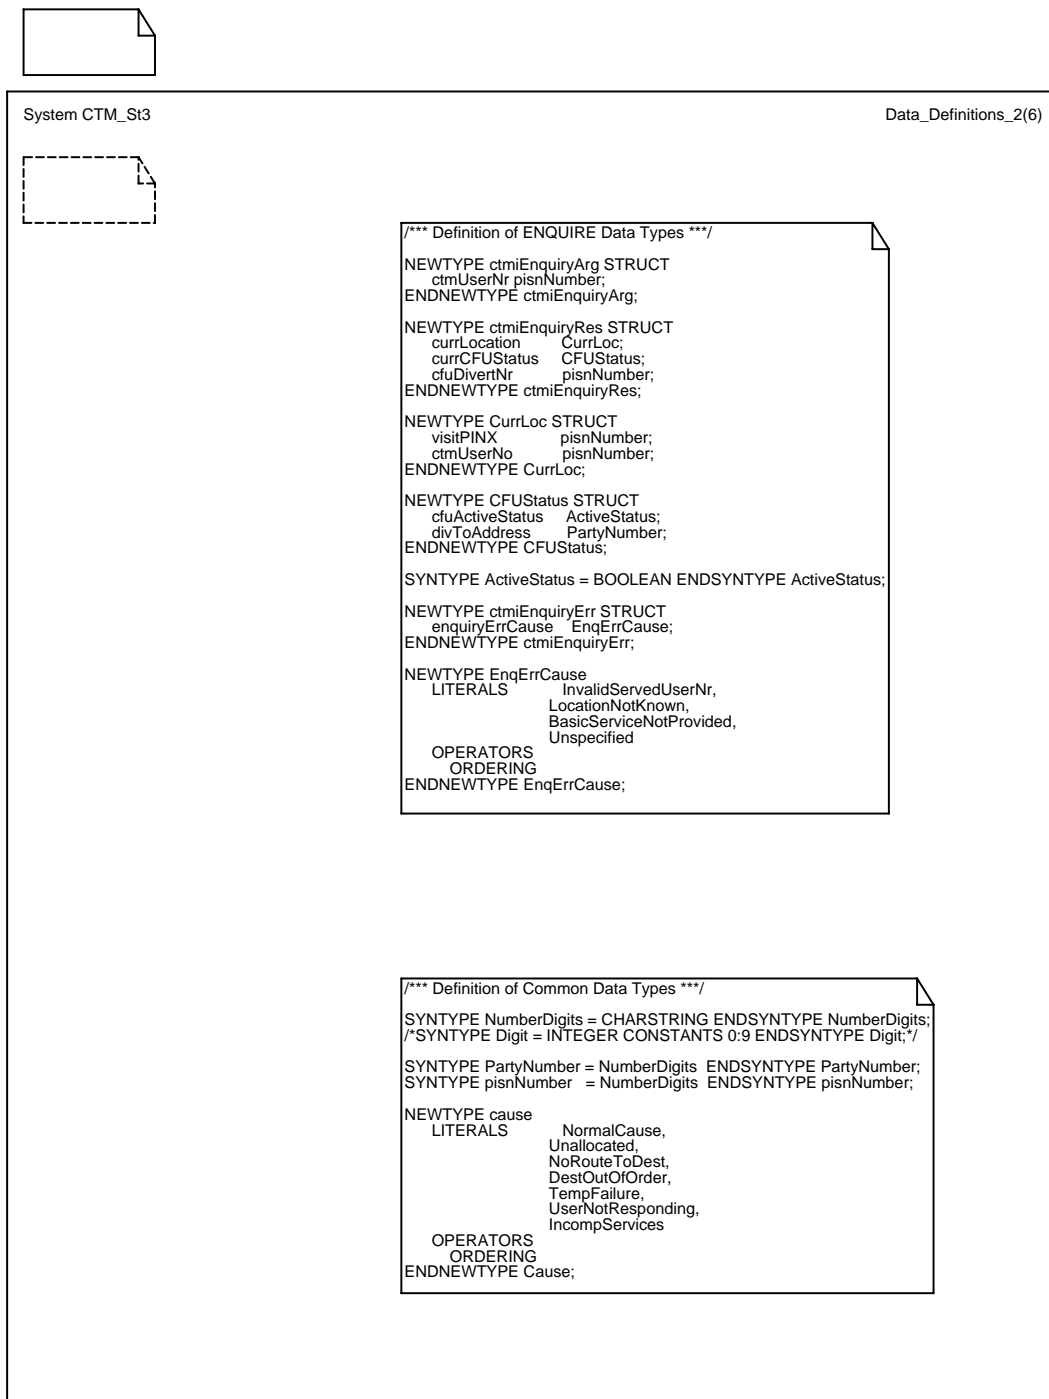 System CTM_St3
Data_Definitions_2(6)
/*** Definition of ENQUIRE Data Types ***/
NEWTYPE ctmiEnquiryArg STRUCT
ctmUserNr pisnNumber;
ENDNEWTYPE ctmiEnquiryArg;
NEWTYPE ctmiEnquiryRes STRUCT
currLocation CurrLoc;
currCFUStatus CFUStatus;
cfuDivertNr pisnNumber;
ENDNEWTYPE ctmiEnquiryRes;
NEWTYPE CurrLoc STRUCT
visitPINX pisnNumber;
ctmUserNo pisnNumber;
ENDNEWTYPE CurrLoc;
NEWTYPE CFUStatus STRUCT
cfuActiveStatus ActiveStatus;
divToAddress PartyNumber;
ENDNEWTYPE CFUStatus;
SYNTYPE ActiveStatus = BOOLEAN ENDSYNTYPE ActiveStatus;
NEWTYPE ctmiEnquiryErr STRUCT
enquiryErrCause EnqErrCause;
ENDNEWTYPE ctmiEnquiryErr;
NEWTYPE EnqErrCause
LITERALS InvalidServedUserNr,
LocationNotKnown,
BasicServiceNotProvided,
Unspecified
OPERATORS
ORDERING
ENDNEWTYPE EnqErrCause;
/*** Definition of Common Data Types ***/
SYNTYPE NumberDigits = CHARSTRING ENDSYNTYPE NumberDigits;
/*SYNTYPE Digit = INTEGER CONSTANTS 0:9 ENDSYNTYPE Digit;*/
SYNTYPE PartyNumber = NumberDigits ENDSYNTYPE PartyNumber;
SYNTYPE pisnNumber = NumberDigits ENDSYNTYPE pisnNumber;
NEWTYPE cause
LITERALS NormalCause,
Unallocated,
NoRouteToDest,
DestOutOfOrder,
TempFailure,
UserNotResponding,
IncompServices
OPERATORS
ORDERING
ENDNEWTYPE Cause;